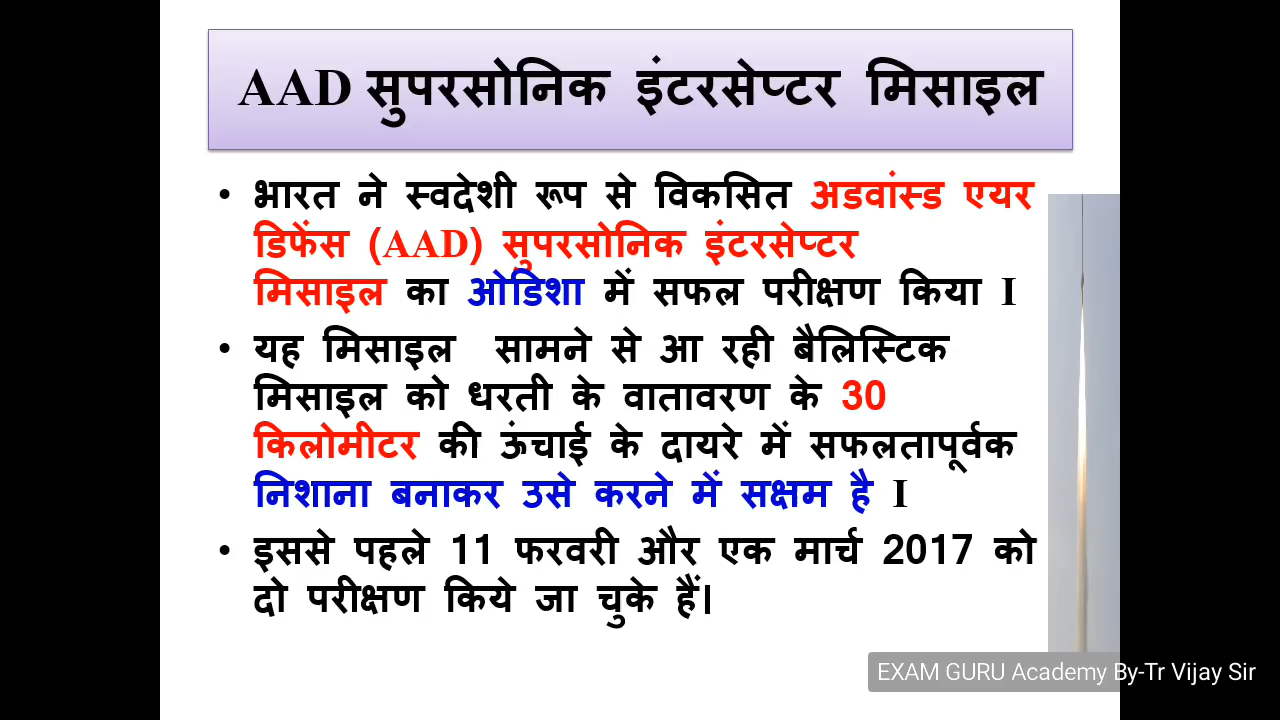 AAD सुपरसोनिक इंटरसेप्टर मिसाइल
• भारत ने स्वदेशी रूप से विकसित अडवांस्ड एयर
डिफेंस (AAD) सुपरसोनिक इंटरसेप्टर
मिसाइल का ओडिशा में सफल परीक्षण किया I
• यह मिसाइल सामने से आ रही बैलिस्टिक
मिसाइल को धरती के वातावरण के 30
किलोमीटर की ऊंचाई के दायरे में सफलतापूर्वक
निशाना बनाकर उसे करने में सक्षम है I
• इससे पहले 11 फरवरी और एक मार्च 2017 को
दो परीक्षण किये जा चुके हैं।
EXAM GURU Academy By-Tr Vijay Sir